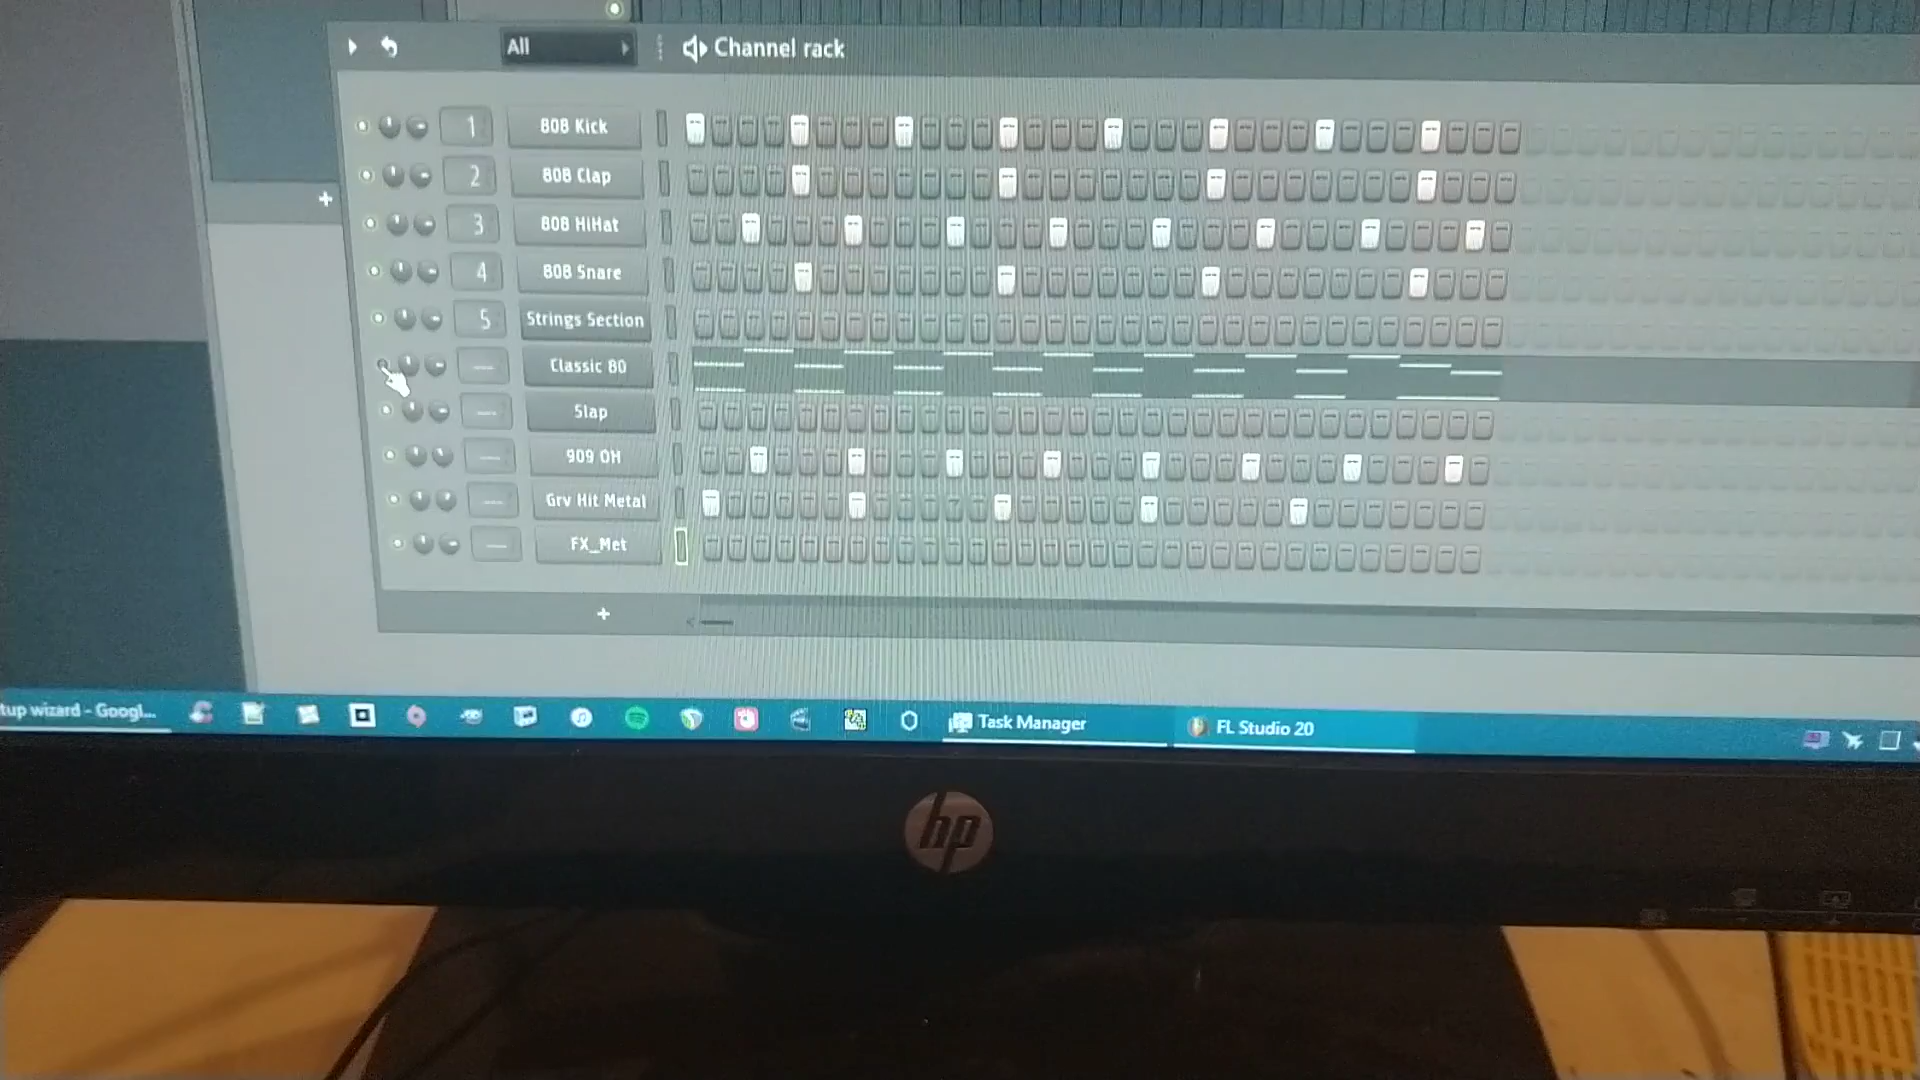 All
Channel rack
1 808 Kick
2 808 Clap
3 808 HiHat
4 808 Snare
5 Strings Section
--- Classic 80
--- Slap
--- 909 OH
--- Grv Hit Metal
--- FX_Met
tup wizard - Googl...
Task Manager
FL Studio 20
hp